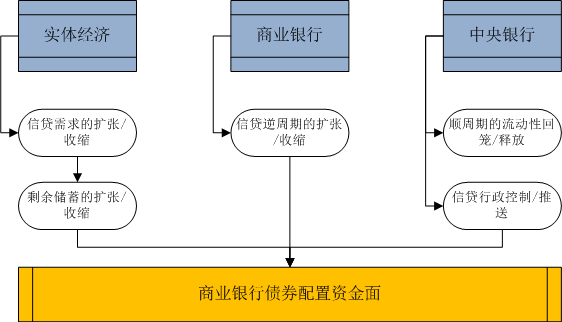 实体经济
商业银行
中央银行
信贷需求的扩张/
收缩
信贷逆周期的扩张
/收缩
顺周期的流动性回
笼/释放
剩余储蓄的扩张/
收缩
信贷行政控制/推
送
商业银行债券配置资金面